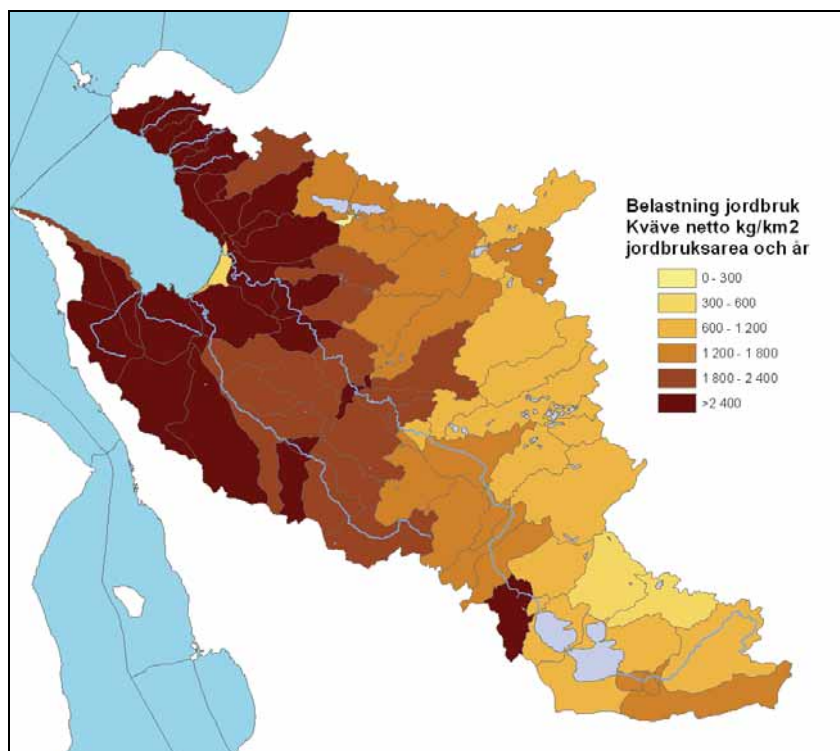 Belastning jordbruk
Kväve netto kg/km2
jordbruksarea och år
0 - 300
300 - 600
600 - 1 200
1 200 - 1 800
1 800 - 2 400
>2 400